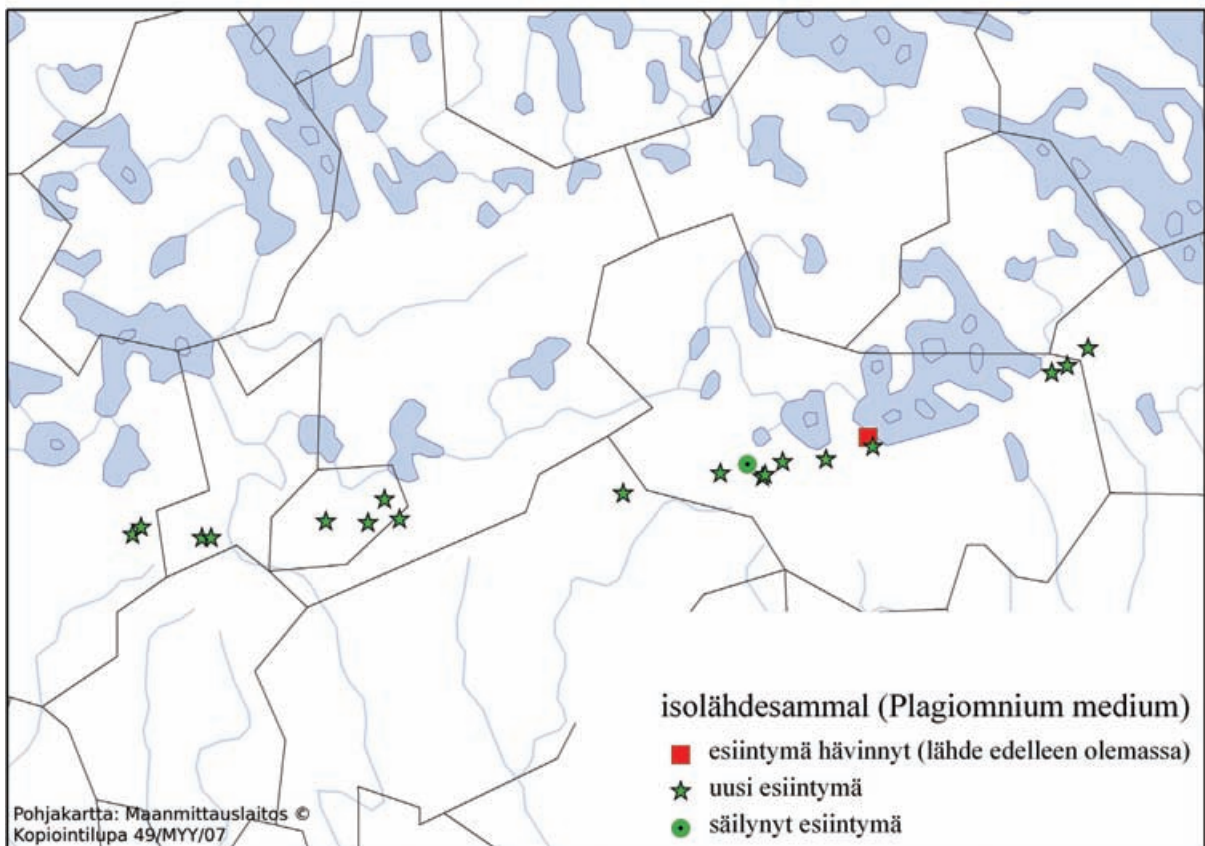 isolähdesammal (Plagiomnium medium)
esiintymä hävinnyt (lähde edelleen olemassa)
uusi esiintymä
säilynyt esiintymä
Pohjakartta: Maanmittauslaitos ©
Kopiointilupa 49/MYY/07